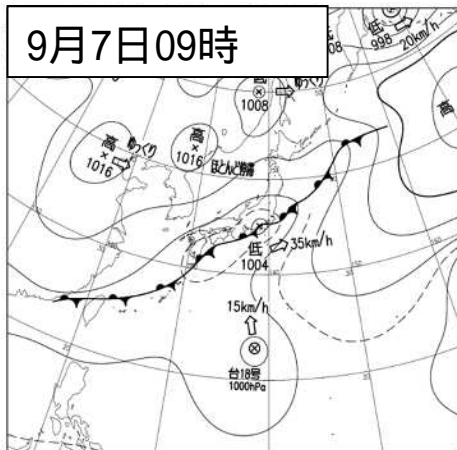 9月7日09時
低
998
20km/h
08
ゆっくり
1008
高
1016
ゆっくり
高
1016
ほとんど停滞
高
低
1004
35km/h
15km/h
台18号
1000hPa